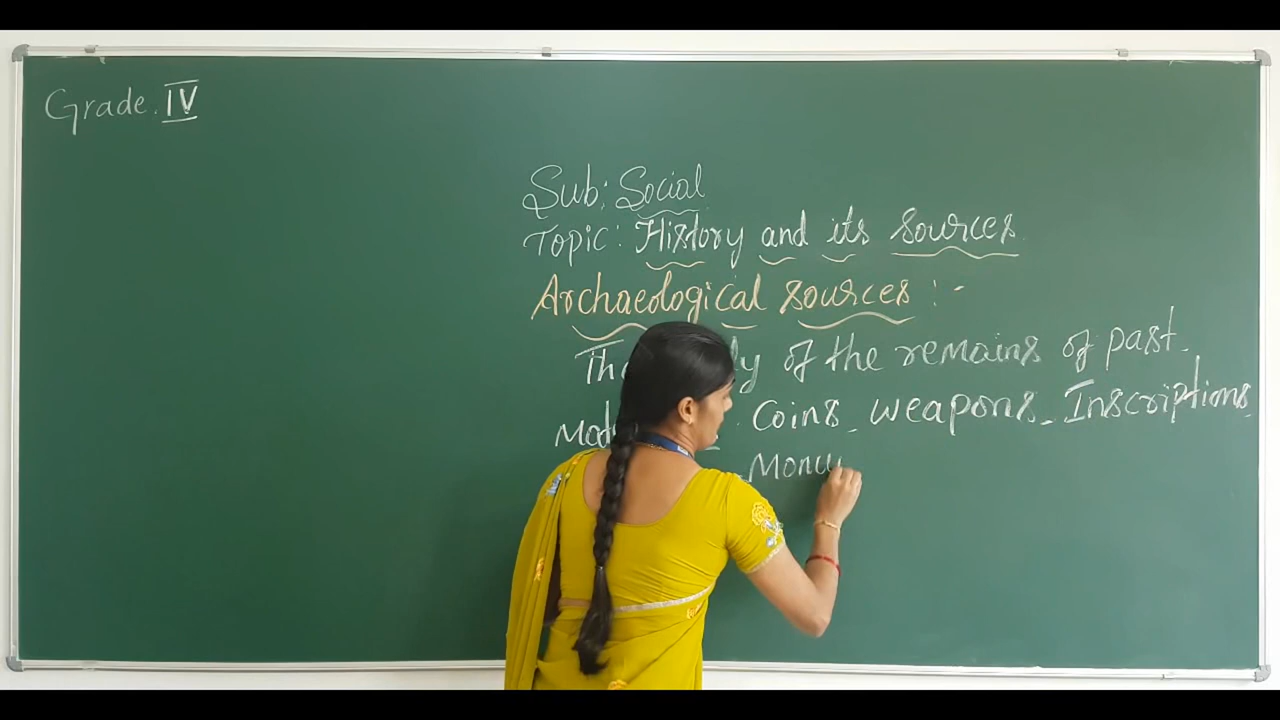 Grade. IV
Sub: Social
Topic: History and its sources
Archaeological sources :-
of the remains of past.
Coins, weapons, Inscriptions,
Monu